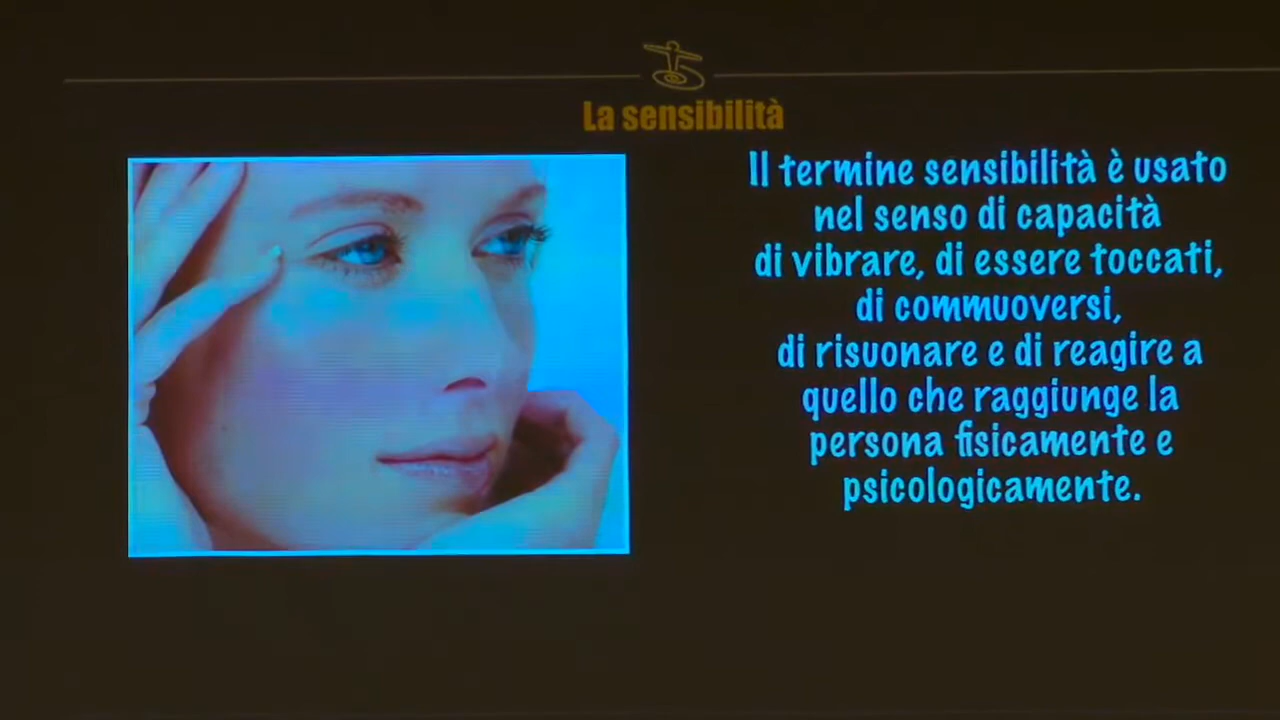 La sensibilità
Il termine sensibilità è usato
nel senso di capacità
di vibrare, di essere toccati,
di commuoversi,
di risuonare e di reagire a
quello che raggiunge la
persona fisicamente e
psicologicamente.